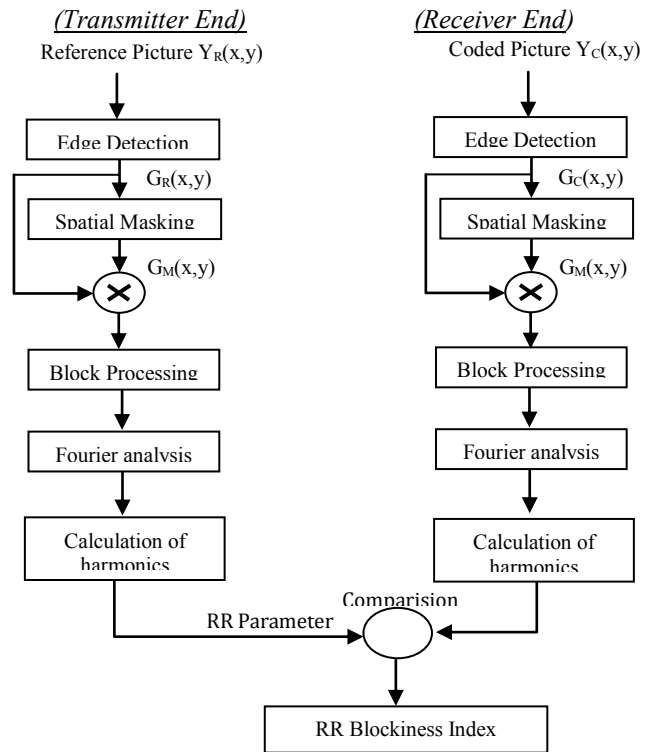 (Transmitter End)
Reference Picture Y_R(x,y)
Edge Detection
G_R(x,y)
Spatial Masking
G_M(x,y)
Block Processing
Fourier analysis
Calculation of
harmonics
RR Parameter
(Receiver End)
Coded Picture Y_C(x,y)
Edge Detection
G_C(x,y)
Spatial Masking
G_M(x,y)
Block Processing
Fourier analysis
Calculation of
harmonics
Comparision
RR Blockiness Index